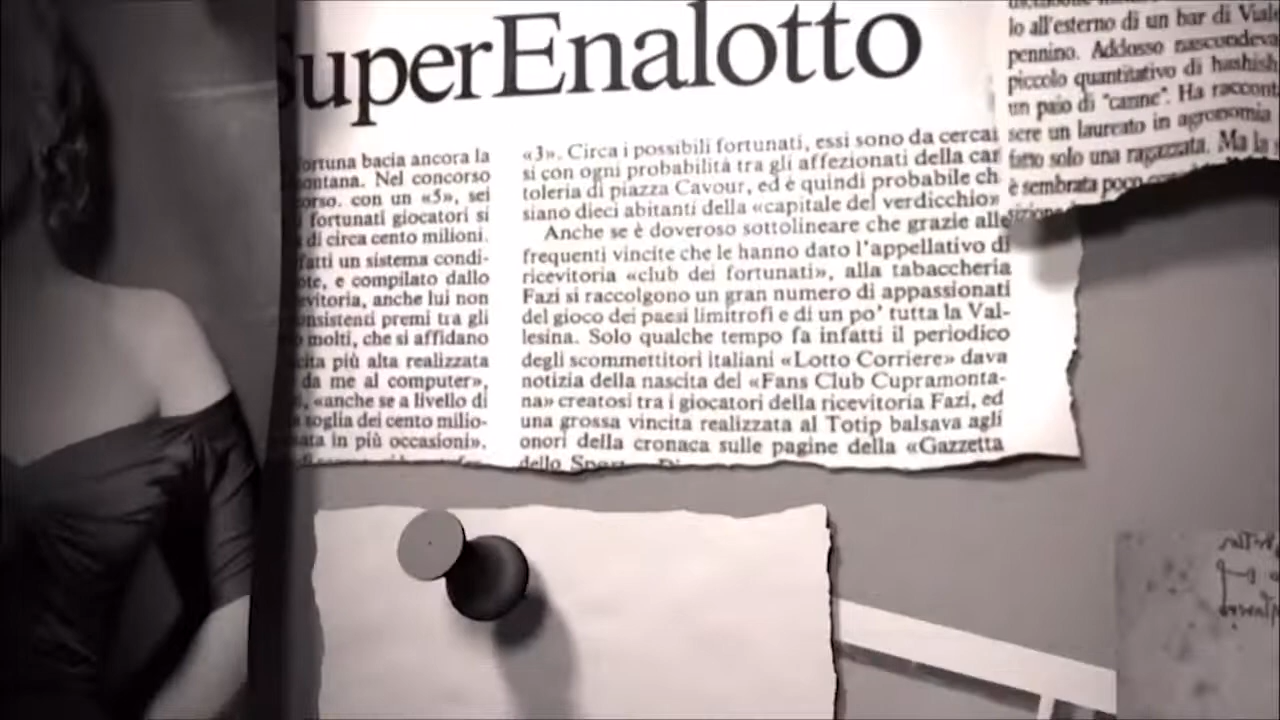 SuperEnalotto
ortuna bacia ancora la
ontana. Nel concorso
orso. con un «5», sei
fortunati giocatori si
di circa cento milioni.
fatti un sistema condi-
ote, e compilato dallo
evitoria, anche lui non
onsistenti premi tra gli
molti, che si affidano
cita più alta realizzata
da me al computer»,
, «anche se a livello di
soglia dei cento milio-
ata in più occasioni».
«3». Circa i possibili fortunati, essi sono da cercar
si con ogni probabilità tra gli affezionati della car
toleria di piazza Cavour, ed è quindi probabile ch
siano dieci abitanti della «capitale del verdicchio»
Anche se è doveroso sottolineare che grazie alle
frequenti vincite che le hanno dato l'appellativo di
ricevitoria «club dei fortunati», alla tabaccheria
Fazi si raccolgono un gran numero di appassionati
del gioco dei paesi limitrofi e di un po' tutta la Val-
lesina. Solo qualche tempo fa infatti il periodico
degli scommettitori italiani «Lotto Corriere» dava
notizia della nascita del «Fans Club Cupramonta-
na» creatosi tra i giocatori della ricevitoria Fazi, ed
una grossa vincita realizzata al Totip balsava agli
onori della cronaca sulle pagine della «Gazzetta
dello
lo all'esterno di un bar di Viale
pennino. Addosso nascondeva
piccolo quantitativo di hashish
un paio di "canne". Ha raccont
sere un laureato in agronomia
fatto solo una ragazzata. Ma la
è sembrata poco